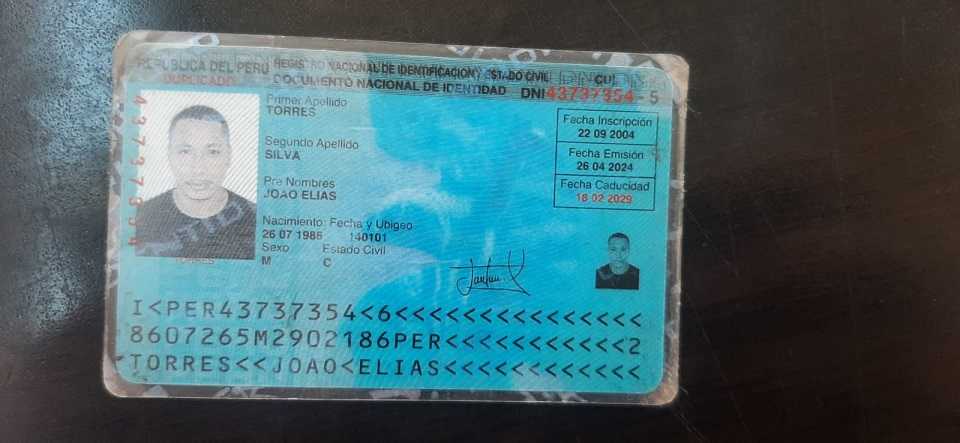 REPUBLICA DEL PERU REGISTRO NACIONAL DE IDENTIFICACION Y ESTADO CIVIL
DUPLICADO DOCUMENTO NACIONAL DE IDENTIDAD DNI 43737354 - 5
43737354
Primer Apellido
TORRES
Segundo Apellido
SILVA
Pre Nombres
JOAO ELIAS
Nacimiento: Fecha y Ubigeo
26 07 1986 140101
Sexo Estado Civil
M C
Fecha Inscripción
22 09 2004
Fecha Emisión
26 04 2024
Fecha Caducidad
18 02 2029
TORRES
I<PER43737354<6<<<<<<<<<<<<<<<
8607265M2902186PER<<<<<<<<<<<2
TORRES<<JOAO<ELIAS<<<<<<<<<<<<